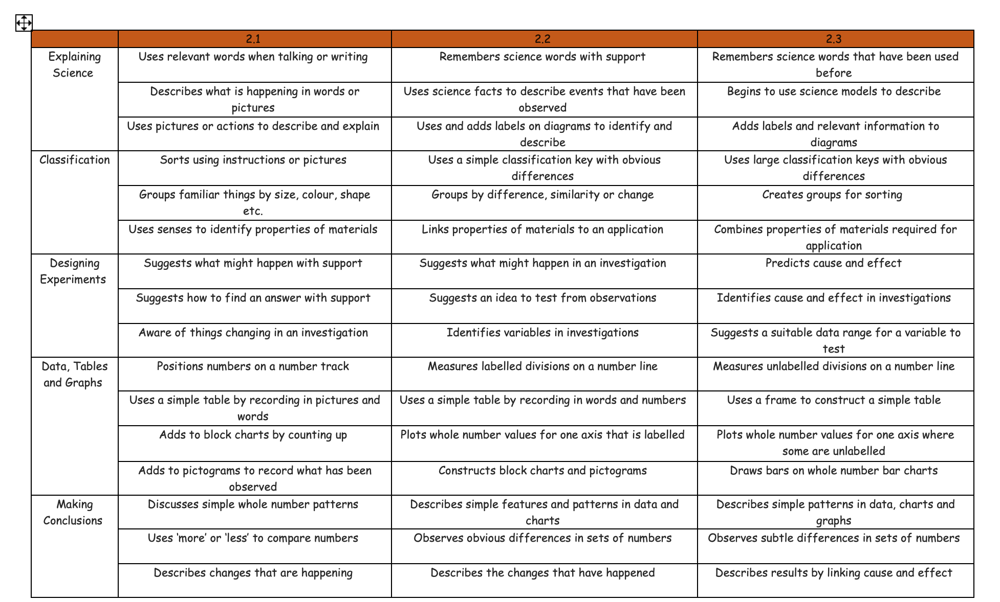 2.1 2.2 2.3
Explaining
Science
Uses relevant words when talking or writing
Remembers science words with support
Remembers science words that have been used
before
Describes what is happening in words or
pictures
Uses science facts to describe events that have been
observed
Begins to use science models to describe
Uses pictures or actions to describe and explain
Uses and adds labels on diagrams to identify and
describe
Adds labels and relevant information to
diagrams
Classification
Sorts using instructions or pictures
Uses a simple classification key with obvious
differences
Uses large classification keys with obvious
differences
Groups familiar things by size, colour, shape
etc.
Groups by difference, similarity or change
Creates groups for sorting
Uses senses to identify properties of materials
Links properties of materials to an application
Combines properties of materials required for
application
Designing
Experiments
Suggests what might happen with support
Suggests what might happen in an investigation
Predicts cause and effect
Suggests how to find an answer with support
Suggests an idea to test from observations
Identifies cause and effect in investigations
Aware of things changing in an investigation
Identifies variables in investigations
Suggests a suitable data range for a variable to
test
Data, Tables
and Graphs
Positions numbers on a number track
Measures labelled divisions on a number line
Measures unlabelled divisions on a number line
Uses a simple table by recording in pictures and
words
Uses a simple table by recording in words and numbers
Uses a frame to construct a simple table
Adds to block charts by counting up
Plots whole number values for one axis that is labelled
Plots whole number values for one axis where
some are unlabelled
Adds to pictograms to record what has been
observed
Constructs block charts and pictograms
Draws bars on whole number bar charts
Making
Conclusions
Discusses simple whole number patterns
Describes simple features and patterns in data and
charts
Describes simple patterns in data, charts and
graphs
Uses ‘more’ or ‘less’ to compare numbers
Observes obvious differences in sets of numbers
Observes subtle differences in sets of numbers
Describes changes that are happening
Describes the changes that have happened
Describes results by linking cause and effect